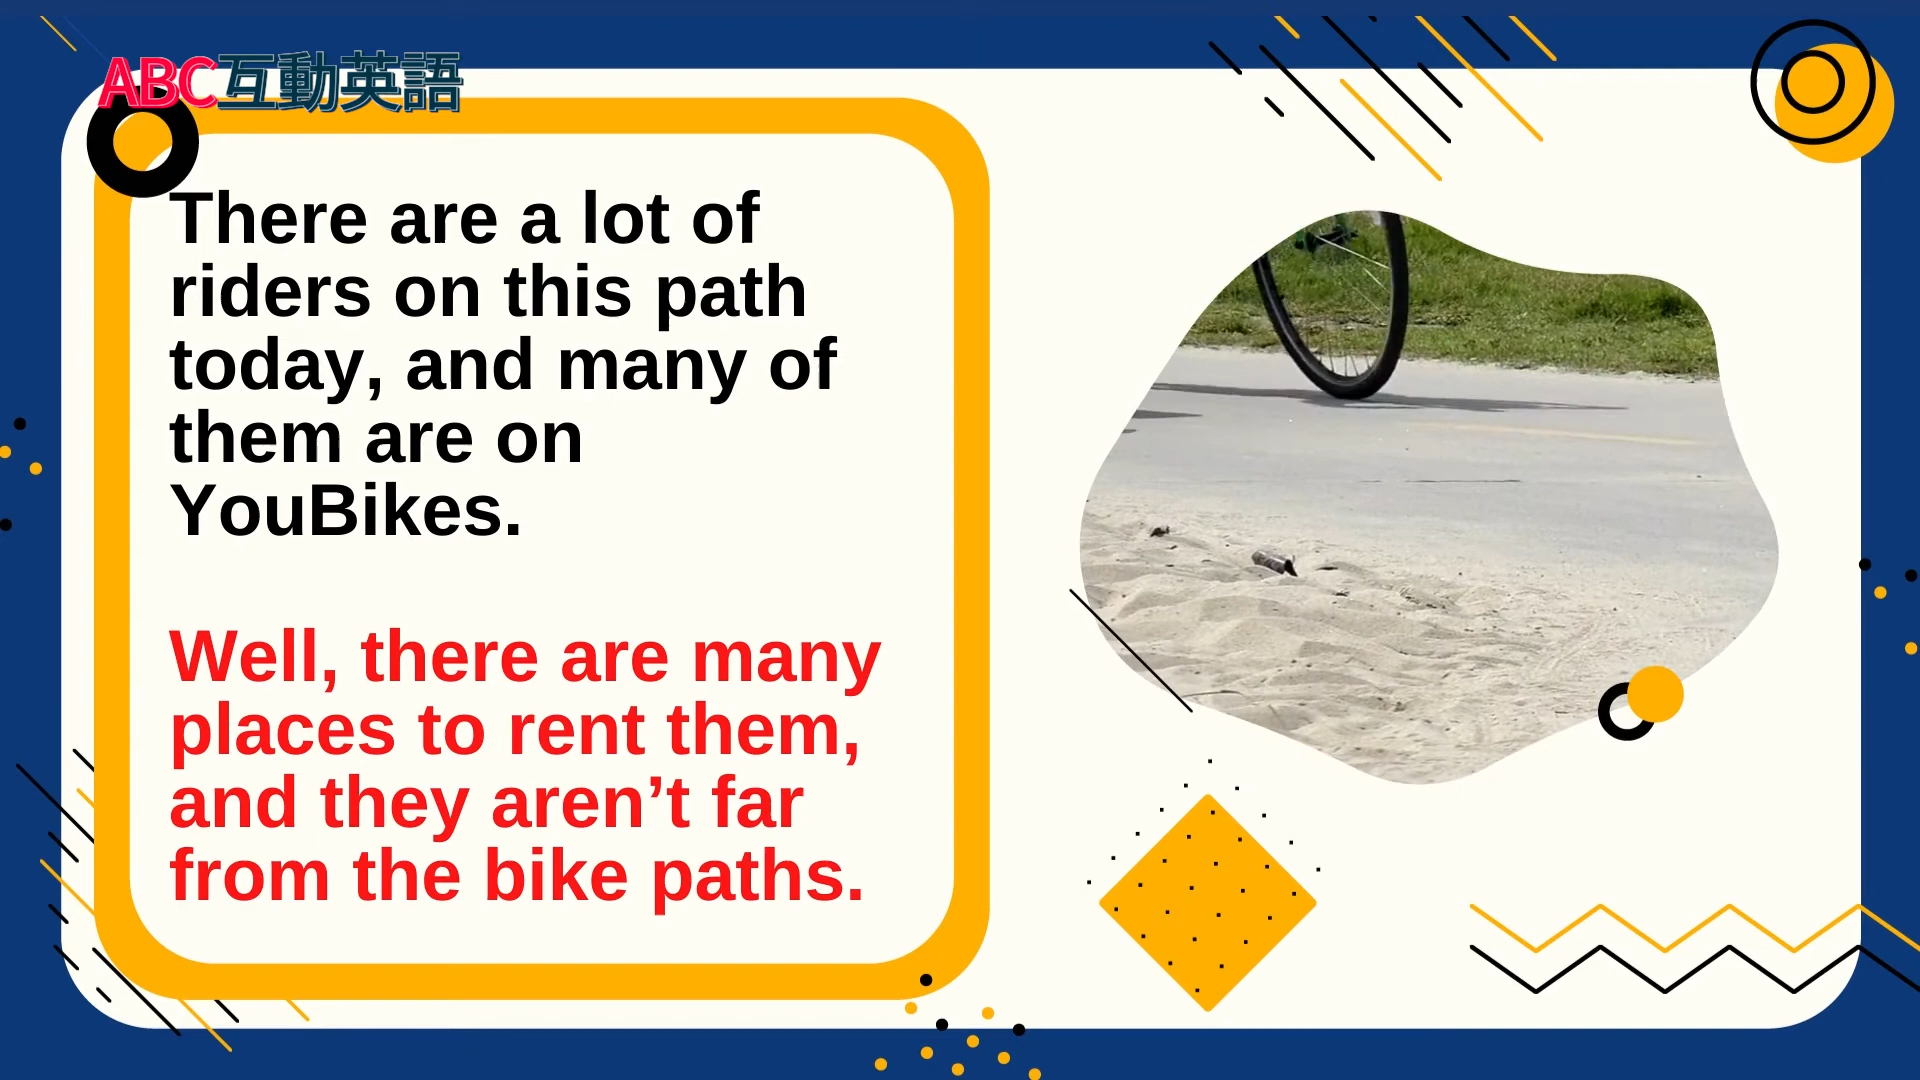 ABC互動英語
There are a lot of
riders on this path
today, and many of
them are on
YouBikes.
Well, there are many
places to rent them,
and they aren’t far
from the bike paths.